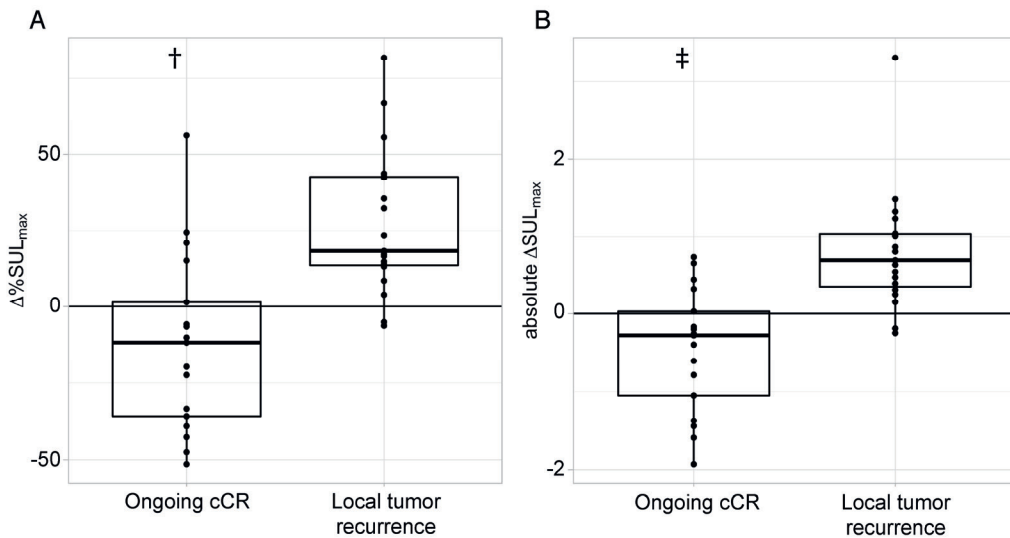 A
†
50
0
-50
Δ%SULmax
Ongoing cCR
Local tumor
recurrence
B
‡
2
0
-2
absolute ΔSULmax
Ongoing cCR
Local tumor
recurrence